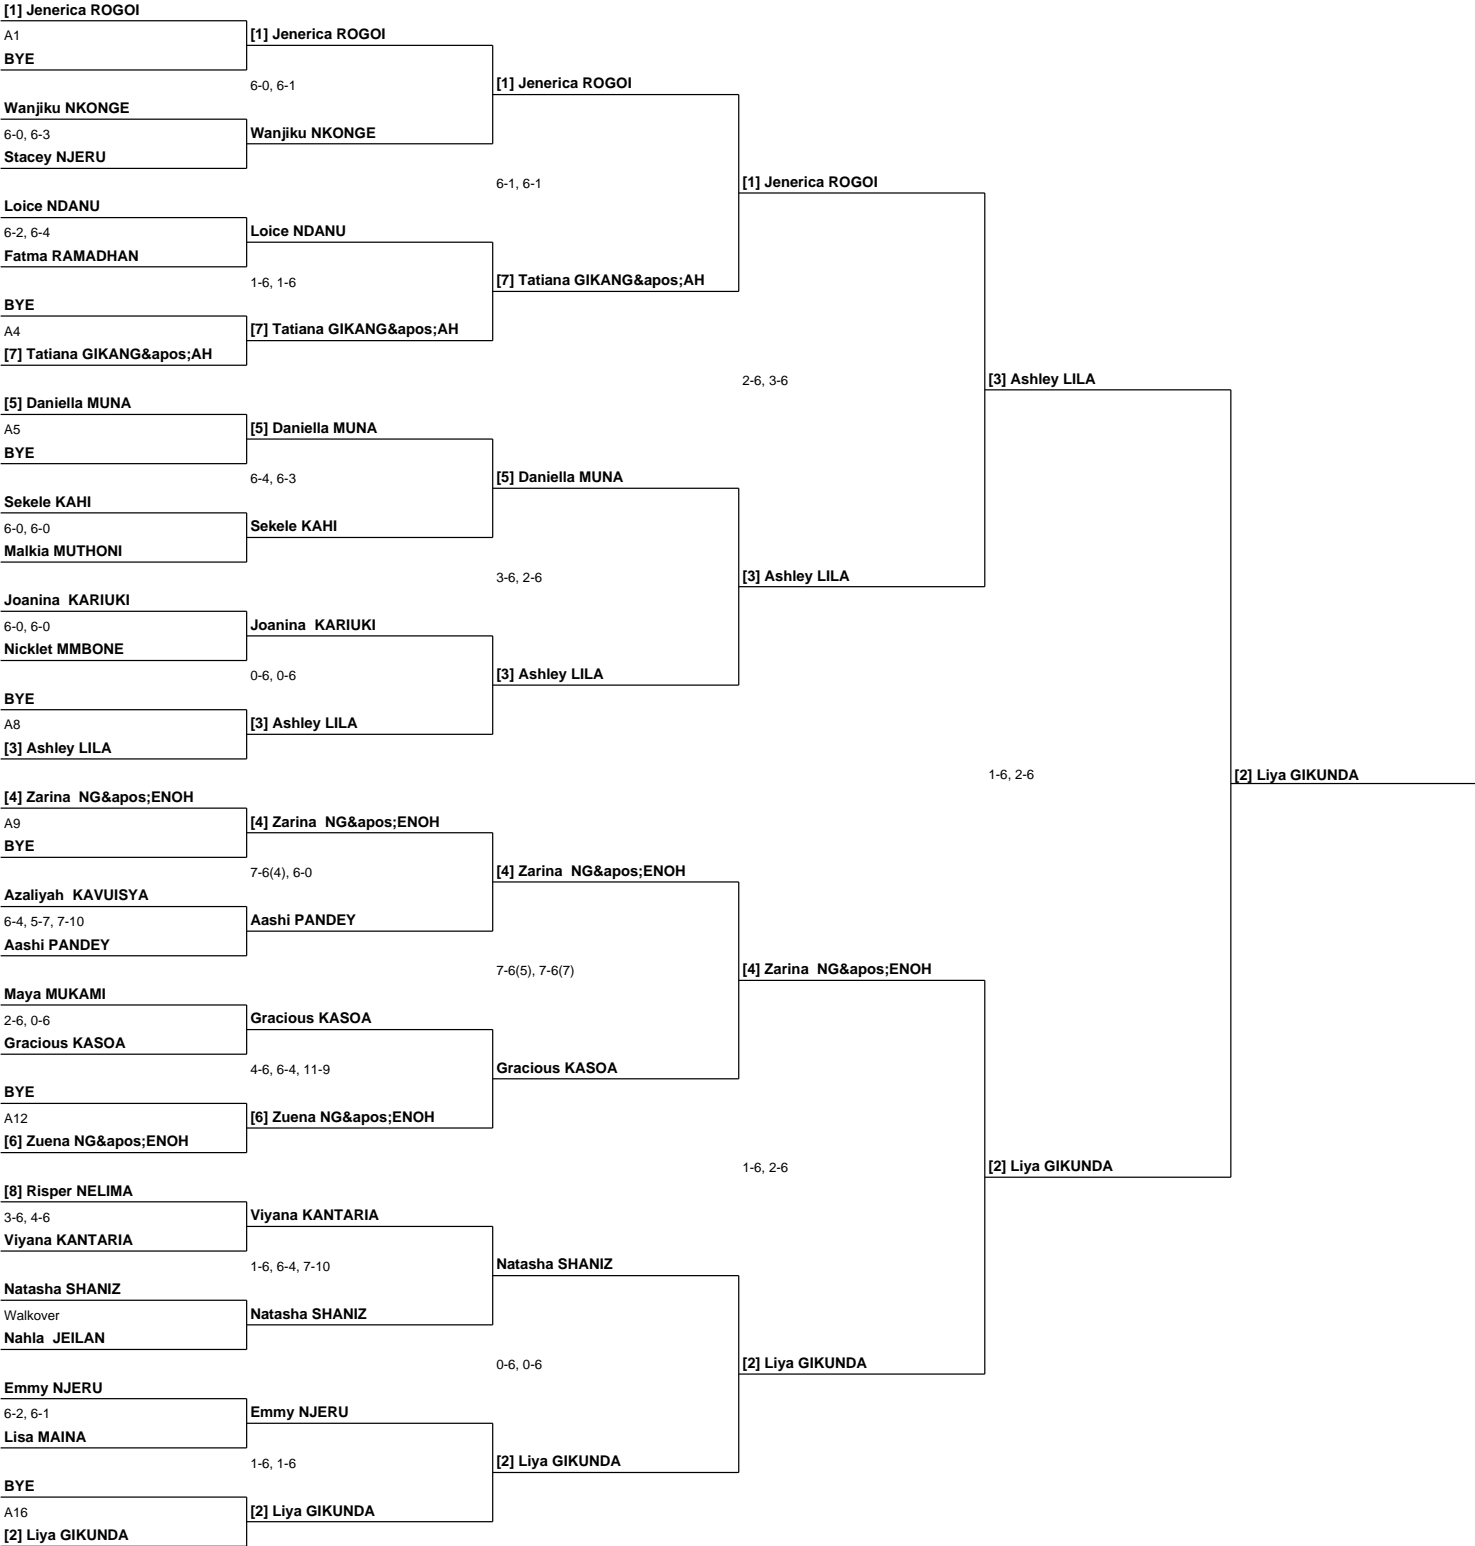 [1] Jenerica ROGOI
A1
BYE
Wanjiku NKONGE
6-0, 6-3
Stacey NJERU
Loice NDANU
6-2, 6-4
Fatma RAMADHAN
BYE
A4
[7] Tatiana GIKANG&apos;AH
[5] Daniella MUNA
A5
BYE
Sekele KAHI
6-0, 6-0
Malkia MUTHONI
Joanina  KARIUKI
6-0, 6-0
Nicklet MMBONE
BYE
A8
[3] Ashley LILA
[4] Zarina  NG&apos;ENOH
A9
BYE
Azaliyah  KAVUISYA
6-4, 5-7, 7-10
Aashi PANDEY
Maya MUKAMI
2-6, 0-6
Gracious KASOA
BYE
A12
[6] Zuena NG&apos;ENOH
[8] Risper NELIMA
3-6, 4-6
Viyana KANTARIA
Natasha SHANIZ
Walkover
Nahla  JEILAN
Emmy NJERU
6-2, 6-1
Lisa MAINA
BYE
A16
[2] Liya GIKUNDA
[1] Jenerica ROGOI
6-0, 6-1
Wanjiku NKONGE
Loice NDANU
1-6, 1-6
[7] Tatiana GIKANG&apos;AH
[5] Daniella MUNA
6-4, 6-3
Sekele KAHI
Joanina  KARIUKI
0-6, 0-6
[3] Ashley LILA
[4] Zarina  NG&apos;ENOH
7-6(4), 6-0
Aashi PANDEY
Gracious KASOA
4-6, 6-4, 11-9
[6] Zuena NG&apos;ENOH
Viyana KANTARIA
1-6, 6-4, 7-10
Natasha SHANIZ
Emmy NJERU
1-6, 1-6
[2] Liya GIKUNDA
[1] Jenerica ROGOI
6-1, 6-1
[7] Tatiana GIKANG&apos;AH
[5] Daniella MUNA
3-6, 2-6
[3] Ashley LILA
[4] Zarina  NG&apos;ENOH
7-6(5), 7-6(7)
Gracious KASOA
Natasha SHANIZ
0-6, 0-6
[2] Liya GIKUNDA
[1] Jenerica ROGOI
2-6, 3-6
[3] Ashley LILA
[4] Zarina  NG&apos;ENOH
1-6, 2-6
[2] Liya GIKUNDA
[3] Ashley LILA
1-6, 2-6
[2] Liya GIKUNDA
[2] Liya GIKUNDA